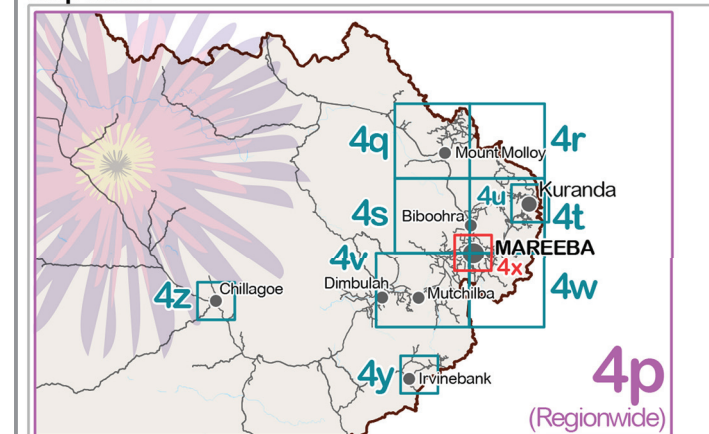 4q
4r
Mount Molloy
4u
Kuranda
4s
Biboohra
4t
MAREEBA
4v
4x
Dimbulah
Mutchilba
4w
4z
Chillagoe
4y
Irvinebank
4p
(Regionwide)